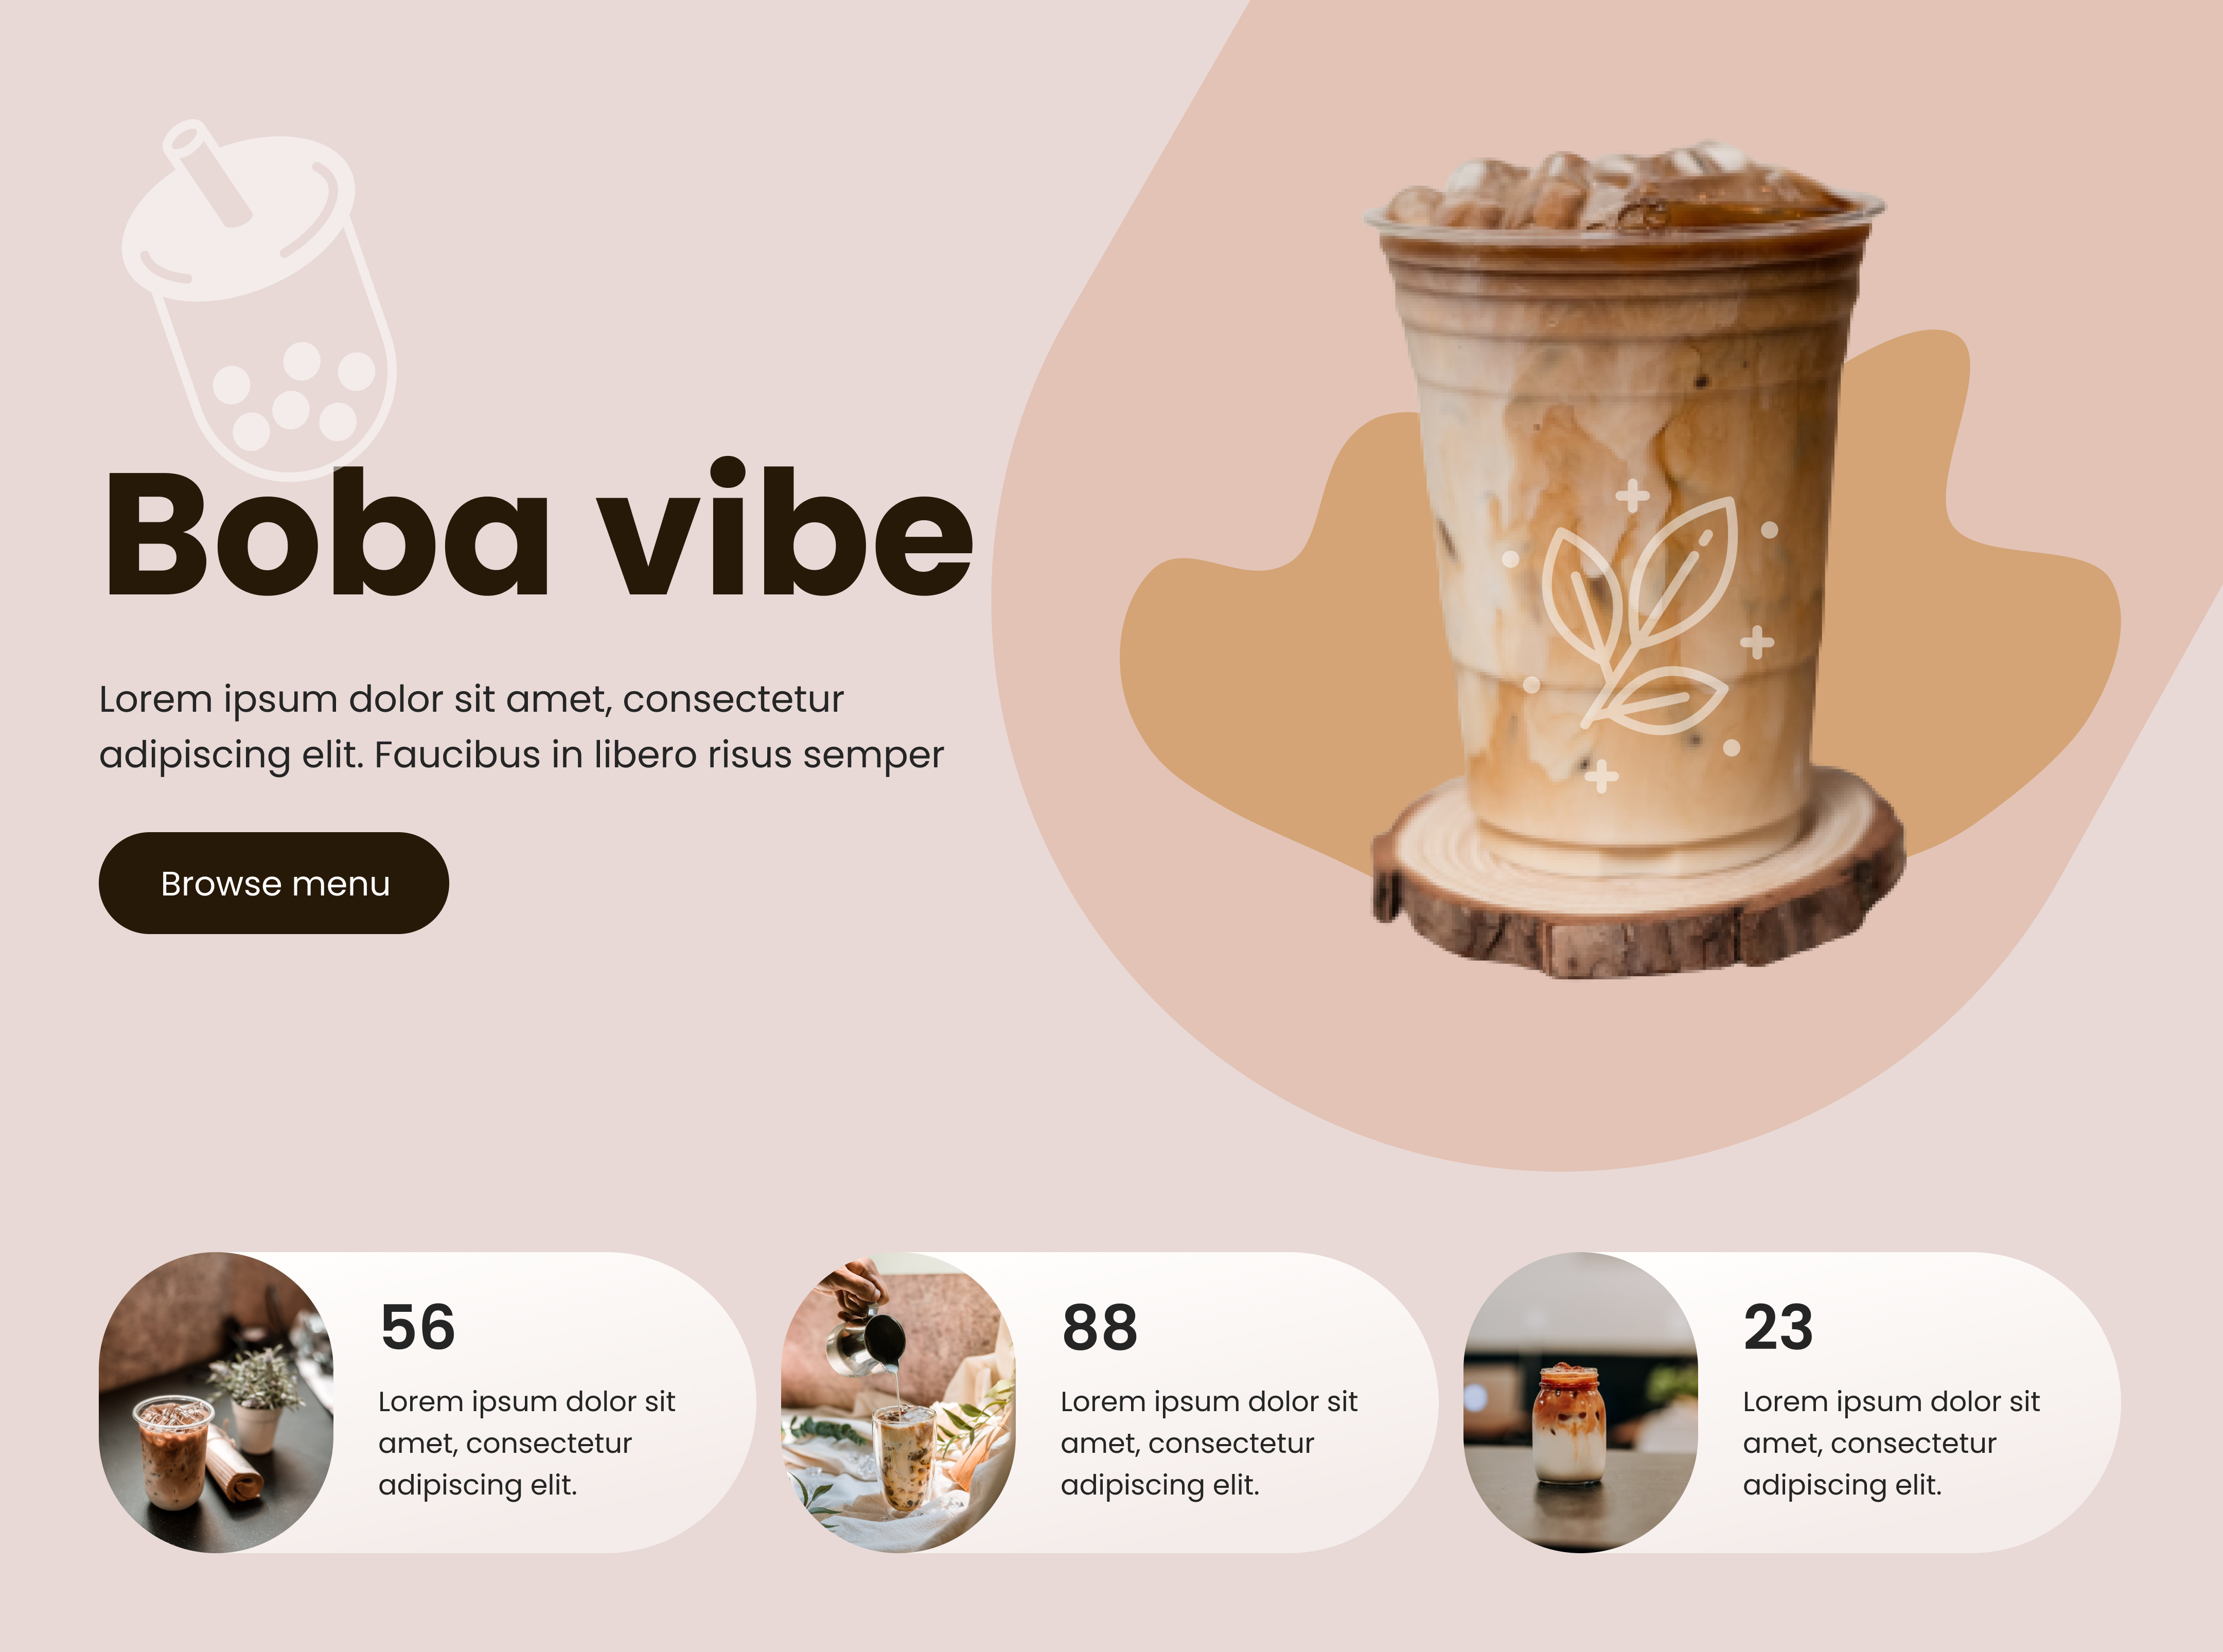 Boba vibe
Lorem ipsum dolor sit amet, consectetur
adipiscing elit. Faucibus in libero risus semper
Browse menu
56
Lorem ipsum dolor sit
amet, consectetur
adipiscing elit.
88
Lorem ipsum dolor sit
amet, consectetur
adipiscing elit.
23
Lorem ipsum dolor sit
amet, consectetur
adipiscing elit.